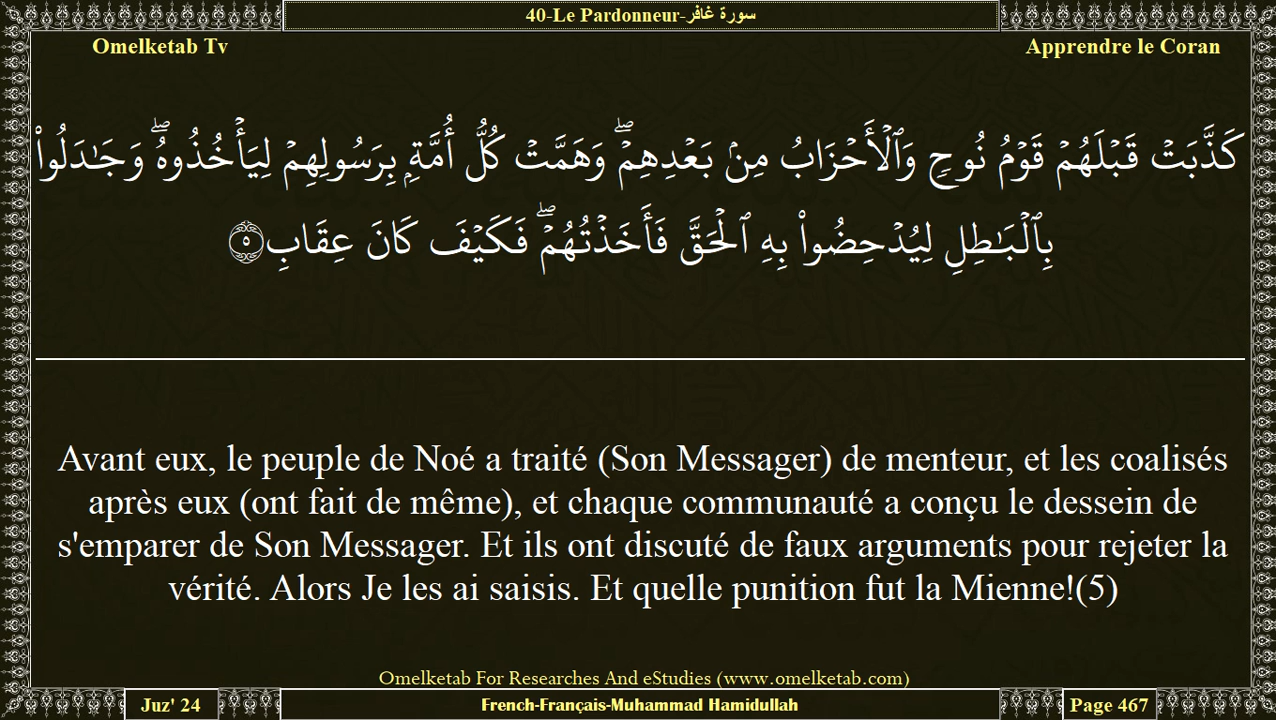 40-Le Pardonneur-سورة غافر
Omelketab Tv
Apprendre le Coran
كَذَّبَتۡ قَبۡلَهُمۡ قَوۡمُ نُوحٖ وَٱلۡأَحۡزَابُ مِنۢ بَعۡدِهِمۡۖ وَهَمَّتۡ كُلُّ أُمَّةِۭ بِرَسُولِهِمۡ لِيَأۡخُذُوهُۖ وَجَٰدَلُواْ
بِٱلۡبَٰطِلِ لِيُدۡحِضُواْ بِهِ ٱلۡحَقَّ فَأَخَذۡتُهُمۡۖ فَكَيۡفَ كَانَ عِقَابِ ٥
Avant eux, le peuple de Noé a traité (Son Messager) de menteur, et les coalisés
après eux (ont fait de même), et chaque communauté a conçu le dessein de
s'emparer de Son Messager. Et ils ont discuté de faux arguments pour rejeter la
vérité. Alors Je les ai saisis. Et quelle punition fut la Mienne!(5)
Omelketab For Researches And eStudies (www.omelketab.com)
Juz' 24
French-Français-Muhammad Hamidullah
Page 467